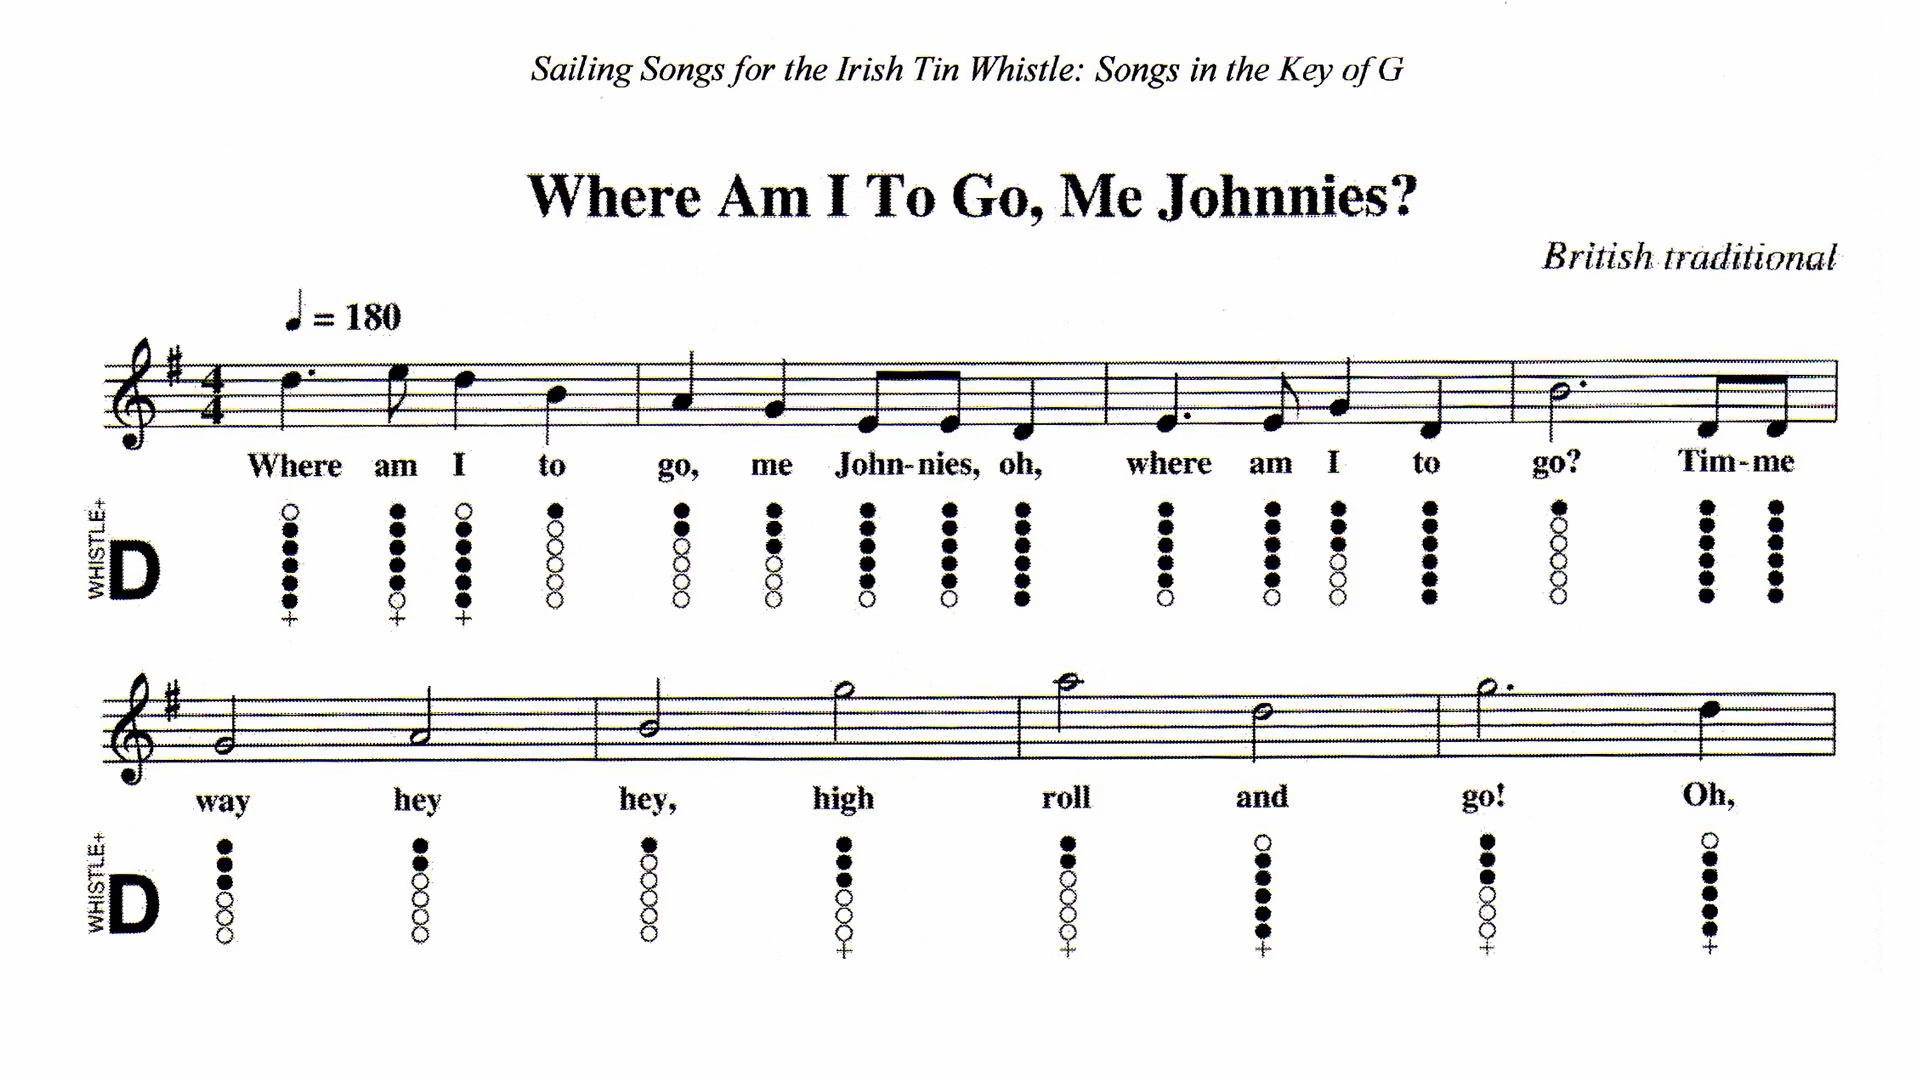 Sailing Songs for the Irish Tin Whistle: Songs in the Key of G
Where Am I To Go, Me Johnnies?
British traditional
♩ = 180
4
4
Where am I to go, me John-nies, oh, where am I to go? Tim-me
WHISTLE+
D
way hey hey, high roll and go! Oh,
WHISTLE+
D